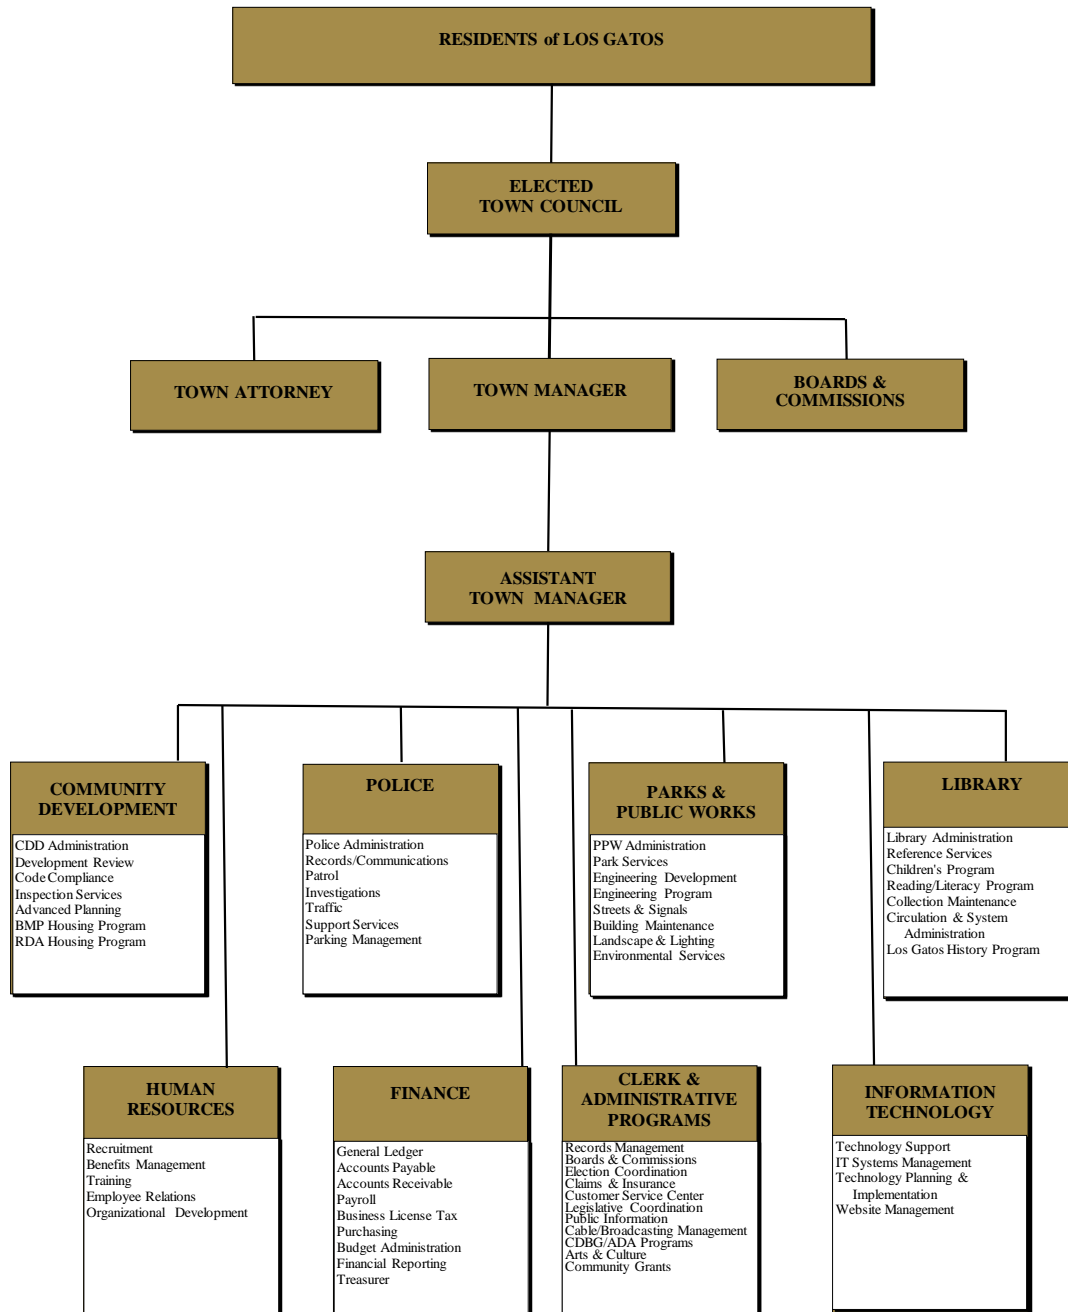 RESIDENTS of LOS GATOS
ELECTED
TOWN COUNCIL
TOWN ATTORNEY
TOWN MANAGER
BOARDS &
COMMISSIONS
ASSISTANT
TOWN MANAGER
COMMUNITY
DEVELOPMENT
CDD Administration
Development Review
Code Compliance
Inspection Services
Advanced Planning
BMP Housing Program
RDA Housing Program
POLICE
Police Administration
Records/Communications
Patrol
Investigations
Traffic
Support Services
Parking Management
PARKS &
PUBLIC WORKS
PPW Administration
Park Services
Engineering Development
Engineering Program
Streets & Signals
Building Maintenance
Landscape & Lighting
Environmental Services
LIBRARY
Library Administration
Reference Services
Children's Program
Reading/Literacy Program
Collection Maintenance
Circulation & System
Administration
Los Gatos History Program
HUMAN
RESOURCES
Recruitment
Benefits Management
Training
Employee Relations
Organizational Development
FINANCE
General Ledger
Accounts Payable
Accounts Receivable
Payroll
Business License Tax
Purchasing
Budget Administration
Financial Reporting
Treasurer
CLERK &
ADMINISTRATIVE
PROGRAMS
Records Management
Boards & Commissions
Election Coordination
Claims & Insurance
Customer Service Center
Legislative Coordination
Public Information
Cable/Broadcasting Management
CDBG/ADA Programs
Arts & Culture
Community Grants
INFORMATION
TECHNOLOGY
Technology Support
IT Systems Management
Technology Planning &
Implementation
Website Management